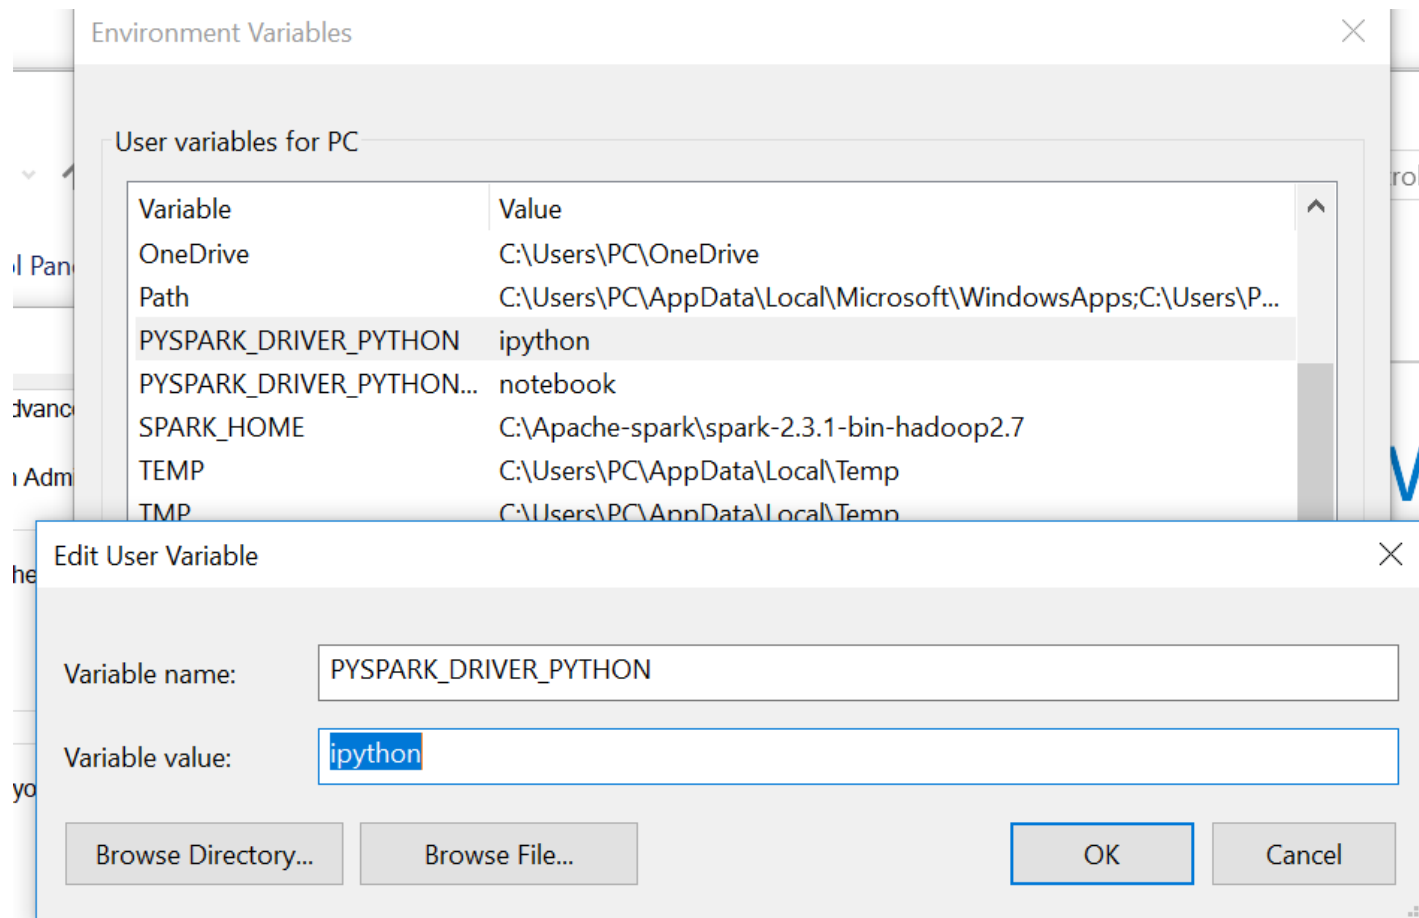 Environment Variables
User variables for PC
Variable Value
OneDrive C:\Users\PC\OneDrive
Path C:\Users\PC\AppData\Local\Microsoft\WindowsApps;C:\Users\P...
PYSPARK_DRIVER_PYTHON ipython
PYSPARK_DRIVER_PYTHON... notebook
SPARK_HOME C:\Apache-spark\spark-2.3.1-bin-hadoop2.7
TEMP C:\Users\PC\AppData\Local\Temp
TMP C:\Users\PC\AppData\Local\Temp
Edit User Variable
Variable name: PYSPARK_DRIVER_PYTHON
Variable value: ipython
Browse Directory... Browse File... OK Cancel